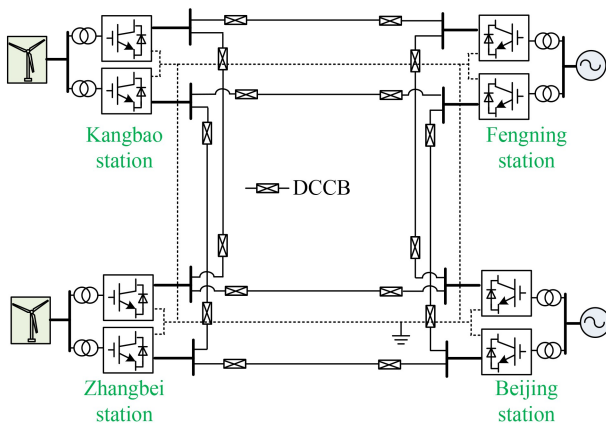 Kangbao
station
Fengning
station
DCCB
Zhangbei
station
Beijing
station